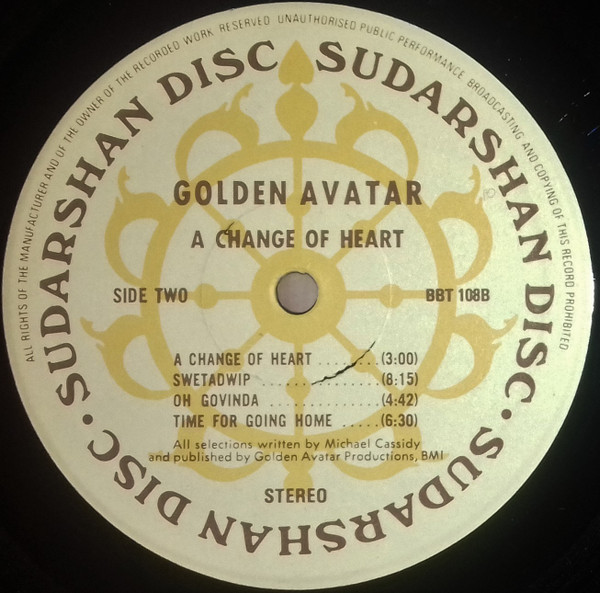 ALL RIGHTS OF THE MANUFACTURER AND OF THE OWNER OF THE RECORDED WORK RESERVED UNAUTHORISED PUBLIC PERFORMANCE BROADCASTING AND COPYING OF THIS RECORD PROHIBITED
SUDARSHAN DISC SUDARSHAN DISC · SUDARSHAN DISC ·
GOLDEN AVATAR
A CHANGE OF HEART
SIDE TWO BBT 108B
A CHANGE OF HEART ........(3:00)
SWETADWIP ...............(8:15)
OH GOVINDA ..............(4:42)
TIME FOR GOING HOME .....(6:30)
All selections written by Michael Cassidy
and published by Golden Avatar Productions, BMI
STEREO